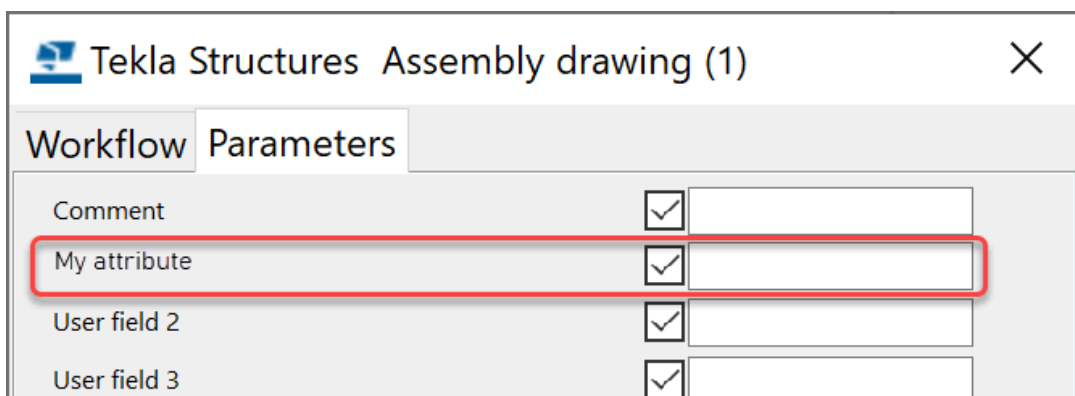 Tekla Structures Assembly drawing (1)
Workflow Parameters
Comment
My attribute
User field 2
User field 3